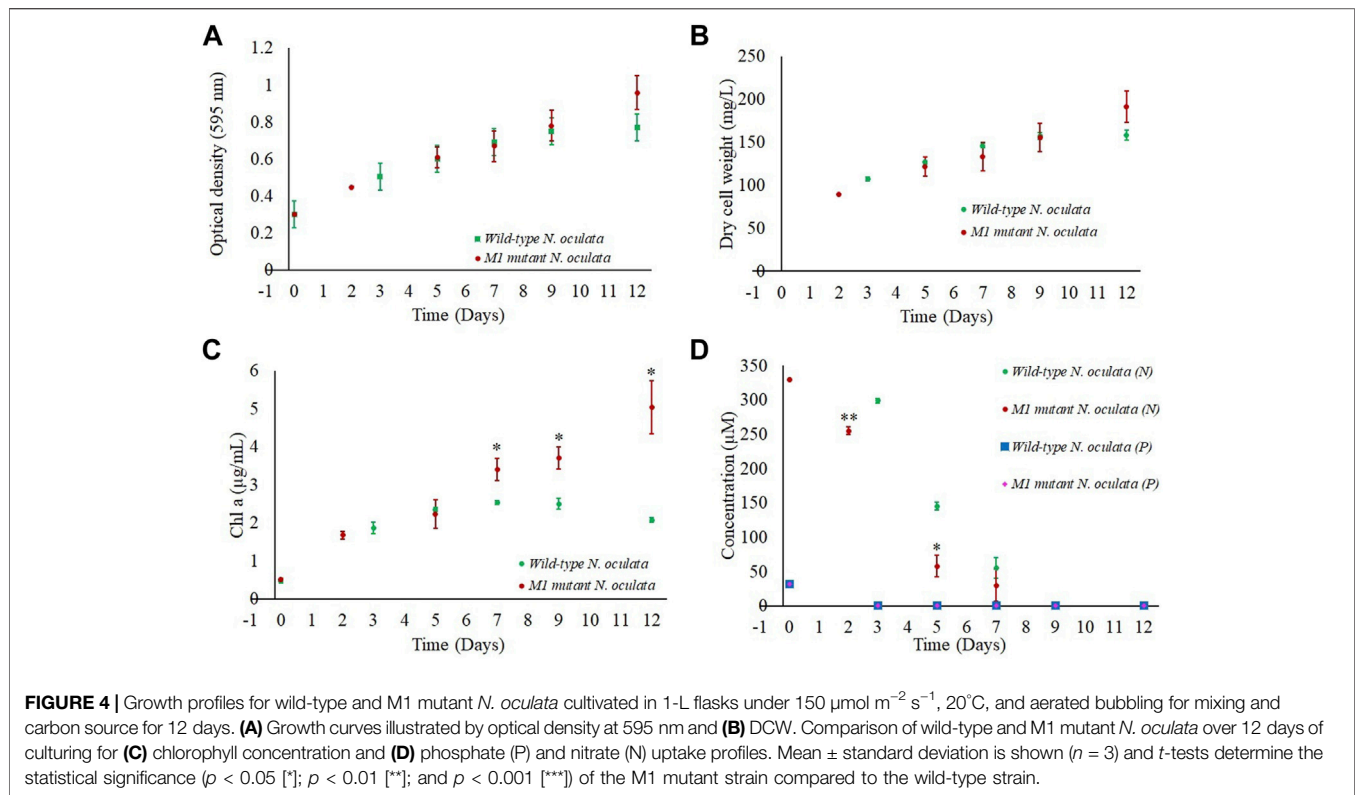 A
1.2
1
0.8
0.6
0.4
0.2
0
-1 0 1 2 3 4 5 6 7 8 9 10 11 12
Optical density (595 nm)
Time (Days)
Wild-type N. oculata
M1 mutant N. oculata
B
250
200
150
100
50
0
-1 0 1 2 3 4 5 6 7 8 9 10 11 12
Dry cell weight (mg/L)
Time (Days)
Wild-type N. oculata
M1 mutant N. oculata
C
6
5
4
3
2
1
0
-1 0 1 2 3 4 5 6 7 8 9 10 11 12
Chl a (µg/mL)
Time (Days)
* * *
Wild-type N. oculata
M1 mutant N. oculata
D
350
300
250
200
150
100
50
0
-1 0 1 2 3 4 5 6 7 8 9 10 11 12
Concentration (µM)
Time (Days)
**
*
Wild-type N. oculata (N)
M1 mutant N. oculata (N)
Wild-type N. oculata (P)
M1 mutant N. oculata (P)
FIGURE 4 | Growth profiles for wild-type and M1 mutant N. oculata cultivated in 1-L flasks under 150 µmol m⁻² s⁻¹, 20°C, and aerated bubbling for mixing and
carbon source for 12 days. (A) Growth curves illustrated by optical density at 595 nm and (B) DCW. Comparison of wild-type and M1 mutant N. oculata over 12 days of
culturing for (C) chlorophyll concentration and (D) phosphate (P) and nitrate (N) uptake profiles. Mean ± standard deviation is shown (n = 3) and t-tests determine the
statistical significance (p < 0.05 [*]; p < 0.01 [**]; and p < 0.001 [***]) of the M1 mutant strain compared to the wild-type strain.